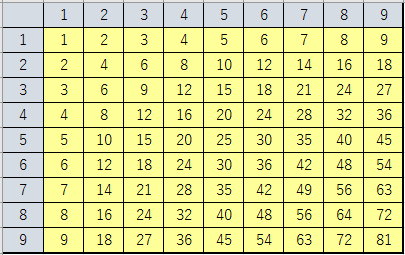 1 2 3 4 5 6 7 8 9
1 1 2 3 4 5 6 7 8 9
2 2 4 6 8 10 12 14 16 18
3 3 6 9 12 15 18 21 24 27
4 4 8 12 16 20 24 28 32 36
5 5 10 15 20 25 30 35 40 45
6 6 12 18 24 30 36 42 48 54
7 7 14 21 28 35 42 49 56 63
8 8 16 24 32 40 48 56 64 72
9 9 18 27 36 45 54 63 72 81